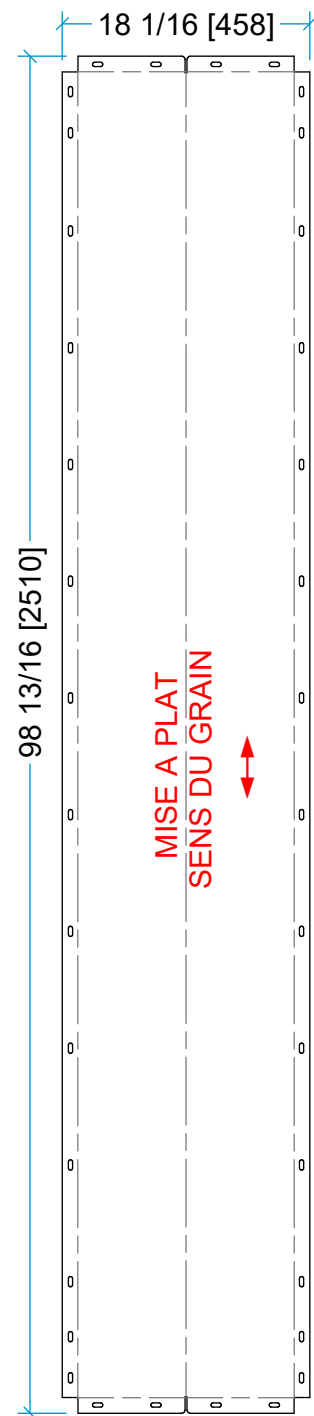 18 1/16 [458]
98 13/16 [2510]
MISE A PLAT
SENS DU GRAIN